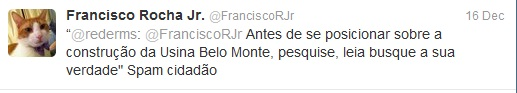 Francisco Rocha Jr. @FranciscoRJr 16 Dec
"@rederms: @FranciscoRJr Antes de se posicionar sobre a
construção da Usina Belo Monte, pesquise, leia busque a sua
verdade" Spam cidadão